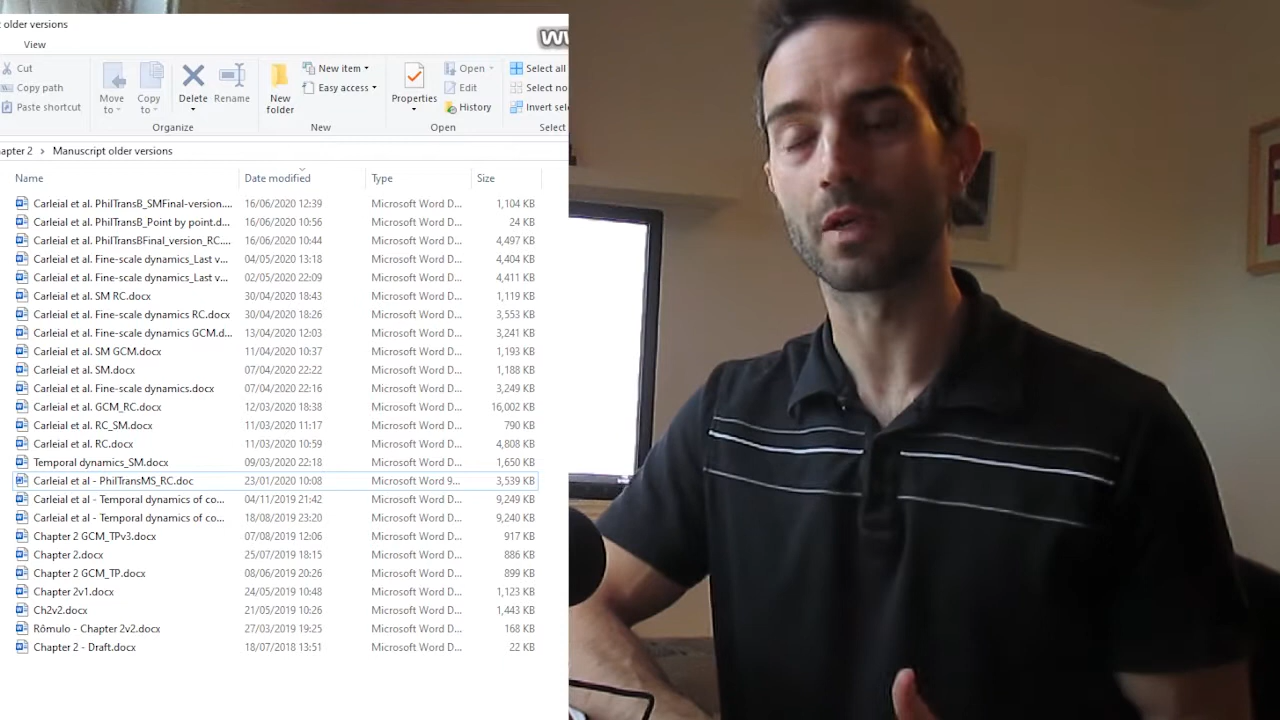 older versions
View
Cut
Copy path
Paste shortcut
Move to
Copy to
Delete
Rename
Organize
New folder
New item
Easy access
New
Properties
Open
Edit
History
Open
Select all
Select no
Invert sel
Select
apter 2 > Manuscript older versions
Name Date modified Type Size
Carleial et al. PhilTransB_SMFinal-version.... 16/06/2020 12:39 Microsoft Word D... 1,104 KB
Carleial et al. PhilTransB_Point by point.d... 16/06/2020 10:56 Microsoft Word D... 24 KB
Carleial et al. PhilTransBFinal_version_RC.... 16/06/2020 10:44 Microsoft Word D... 4,497 KB
Carleial et al. Fine-scale dynamics_Last v... 04/05/2020 13:18 Microsoft Word D... 4,404 KB
Carleial et al. Fine-scale dynamics_Last v... 02/05/2020 22:09 Microsoft Word D... 4,411 KB
Carleial et al. SM RC.docx 30/04/2020 18:43 Microsoft Word D... 1,119 KB
Carleial et al. Fine-scale dynamics RC.docx 30/04/2020 18:26 Microsoft Word D... 3,553 KB
Carleial et al. Fine-scale dynamics GCM.d... 13/04/2020 12:03 Microsoft Word D... 3,241 KB
Carleial et al. SM GCM.docx 11/04/2020 10:37 Microsoft Word D... 1,193 KB
Carleial et al. SM.docx 07/04/2020 22:22 Microsoft Word D... 1,188 KB
Carleial et al. Fine-scale dynamics.docx 07/04/2020 22:16 Microsoft Word D... 3,249 KB
Carleial et al. GCM_RC.docx 12/03/2020 18:38 Microsoft Word D... 16,002 KB
Carleial et al. RC_SM.docx 11/03/2020 11:17 Microsoft Word D... 790 KB
Carleial et al. RC.docx 11/03/2020 10:59 Microsoft Word D... 4,808 KB
Temporal dynamics_SM.docx 09/03/2020 22:18 Microsoft Word D... 1,650 KB
Carleial et al - PhilTransMS_RC.doc 23/01/2020 10:08 Microsoft Word 9... 3,539 KB
Carleial et al - Temporal dynamics of co... 04/11/2019 21:42 Microsoft Word D... 9,249 KB
Carleial et al - Temporal dynamics of co... 18/08/2019 23:20 Microsoft Word D... 9,240 KB
Chapter 2 GCM_TPv3.docx 07/08/2019 12:06 Microsoft Word D... 917 KB
Chapter 2.docx 25/07/2019 18:15 Microsoft Word D... 886 KB
Chapter 2 GCM_TP.docx 08/06/2019 20:26 Microsoft Word D... 899 KB
Chapter 2v1.docx 24/05/2019 10:48 Microsoft Word D... 1,123 KB
Ch2v2.docx 21/05/2019 10:26 Microsoft Word D... 1,443 KB
Rômulo - Chapter 2v2.docx 27/03/2019 19:25 Microsoft Word D... 168 KB
Chapter 2 - Draft.docx 18/07/2018 13:51 Microsoft Word D... 22 KB